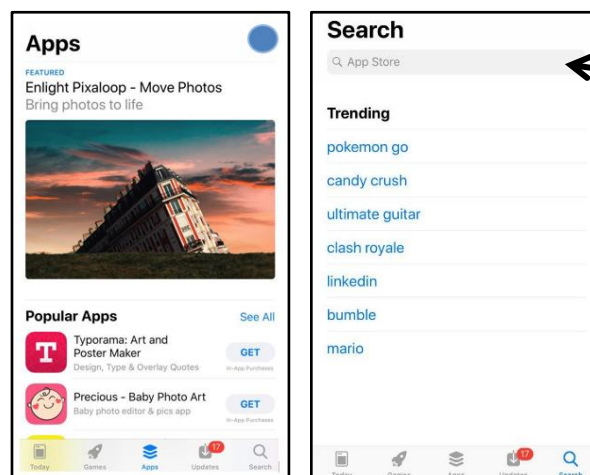 Apps
FEATURED
Enlight Pixaloop - Move Photos
Bring photos to life
Popular Apps
See All
T
Typorama: Art and
Poster Maker
Design, Type & Overlay Quotes
GET
In-App Purchases
Precious - Baby Photo Art
Baby photo editor & pics app
GET
In-App Purchases
Today
Games
Apps
17
Updates
Search
Search
App Store
Trending
pokemon go
candy crush
ultimate guitar
clash royale
linkedin
bumble
mario
17
Today
Games
Apps
Updates
Search